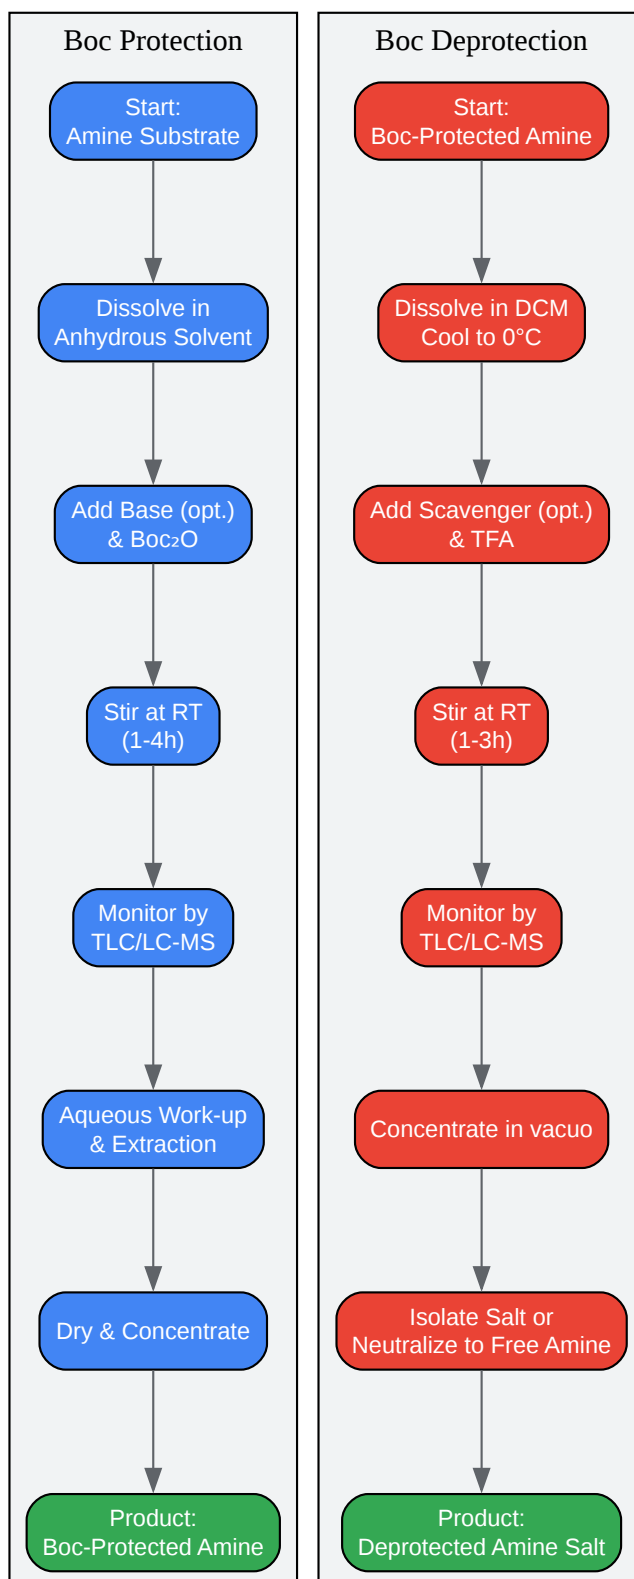 Boc Protection
Start:
Amine Substrate
Dissolve in
Anhydrous Solvent
Add Base (opt.)
& Boc₂O
Stir at RT
(1-4h)
Monitor by
TLC/LC-MS
Aqueous Work-up
& Extraction
Dry & Concentrate
Product:
Boc-Protected Amine
Boc Deprotection
Start:
Boc-Protected Amine
Dissolve in DCM
Cool to 0°C
Add Scavenger (opt.)
& TFA
Stir at RT
(1-3h)
Monitor by
TLC/LC-MS
Concentrate in vacuo
Isolate Salt or
Neutralize to Free Amine
Product:
Deprotected Amine Salt